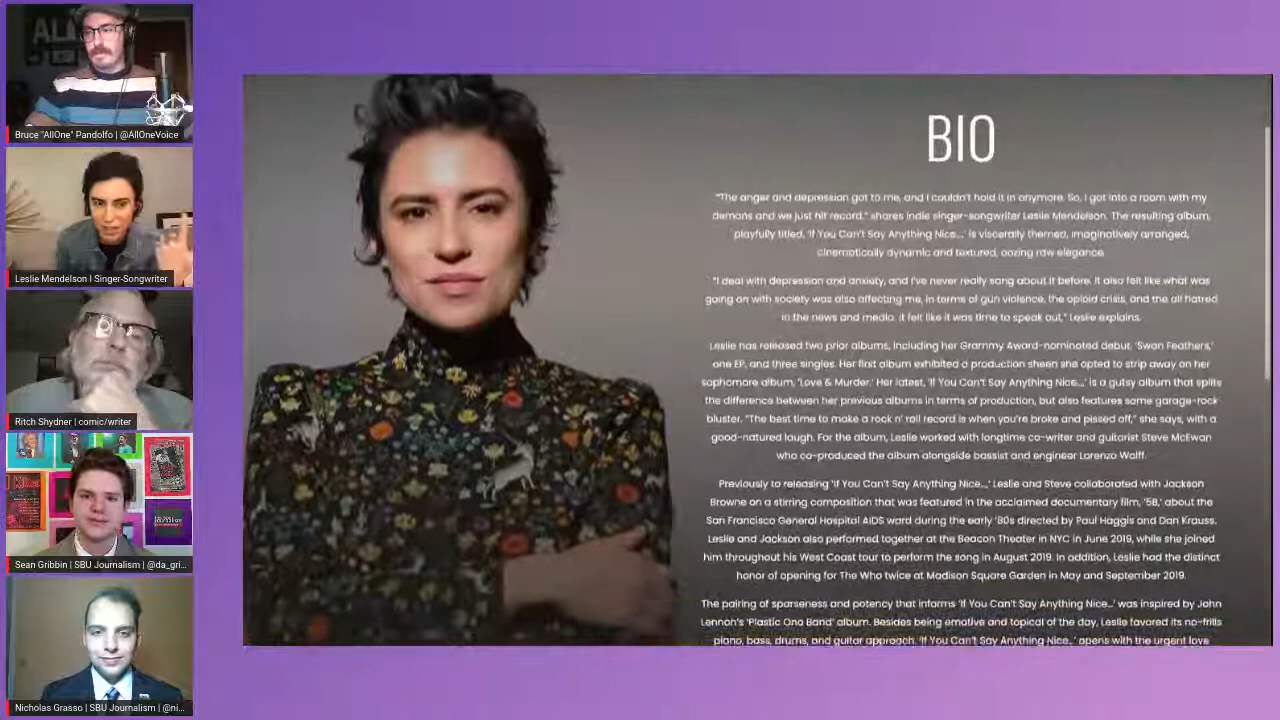 Bruce "AllOne" Pandolfo | @AllOneVoice
Leslie Mendelson | Singer-Songwriter
Ritch Shydner | comic/writer
Sean Gribbin | SBU Journalism | @da_gri...
Nicholas Grasso | SBU Journalism | @ni...
BIO
"The anger and depression got to me, and I couldn't hold it in anymore. So, I got into a room with my
demons and we just hit record," shares indie singer-songwriter Leslie Mendelson. The resulting album,
playfully titled, 'If You Can't Say Anything Nice...' is viscerally themed, imaginatively arranged,
cinematically dynamic and textured, oozing raw elegance.
"I deal with depression and anxiety, and I've never really sang about it before. It also felt like what was
going on with society was also affecting me, in terms of gun violence, the opioid crisis, and the all hatred
in the news and media. It felt like it was time to speak out," Leslie explains.
Leslie has released two prior albums, including her Grammy Award-nominated debut, 'Swan Feathers,'
one EP, and three singles. Her first album exhibited a production sheen she opted to strip away on her
sophomore album, 'Love & Murder.' Her latest, 'If You Can't Say Anything Nice...' is a gutsy album that splits
the difference between her previous albums in terms of production, but also features some garage-rock
bluster. "The best time to make a rock n' roll record is when you're broke and pissed off," she says, with a
good-natured laugh. For the album, Leslie worked with longtime co-writer and guitarist Steve McEwan
who co-produced the album alongside bassist and engineer Lorenzo Wolff.
Previously to releasing 'If You Can't Say Anything Nice...,' Leslie and Steve collaborated with Jackson
Browne on a stirring composition that was featured in the acclaimed documentary film, '5B,' about the
San Francisco General Hospital AIDS ward during the early '80s directed by Paul Haggis and Dan Krauss.
Leslie and Jackson also performed together at the Beacon Theater in NYC in June 2019, while she joined
him throughout his West Coast tour to perform the song in August 2019. In addition, Leslie had the distinct
honor of opening for The Who twice at Madison Square Garden in May and September 2019.
The pairing of sparseness and potency that informs 'If You Can't Say Anything Nice...' was inspired by John
Lennon's 'Plastic Ono Band' album. Besides being emotive and topical of the day, Leslie favored its no-frills
piano, bass, drums, and guitar approach. 'If You Can't Say Anything Nice...' opens with the urgent love